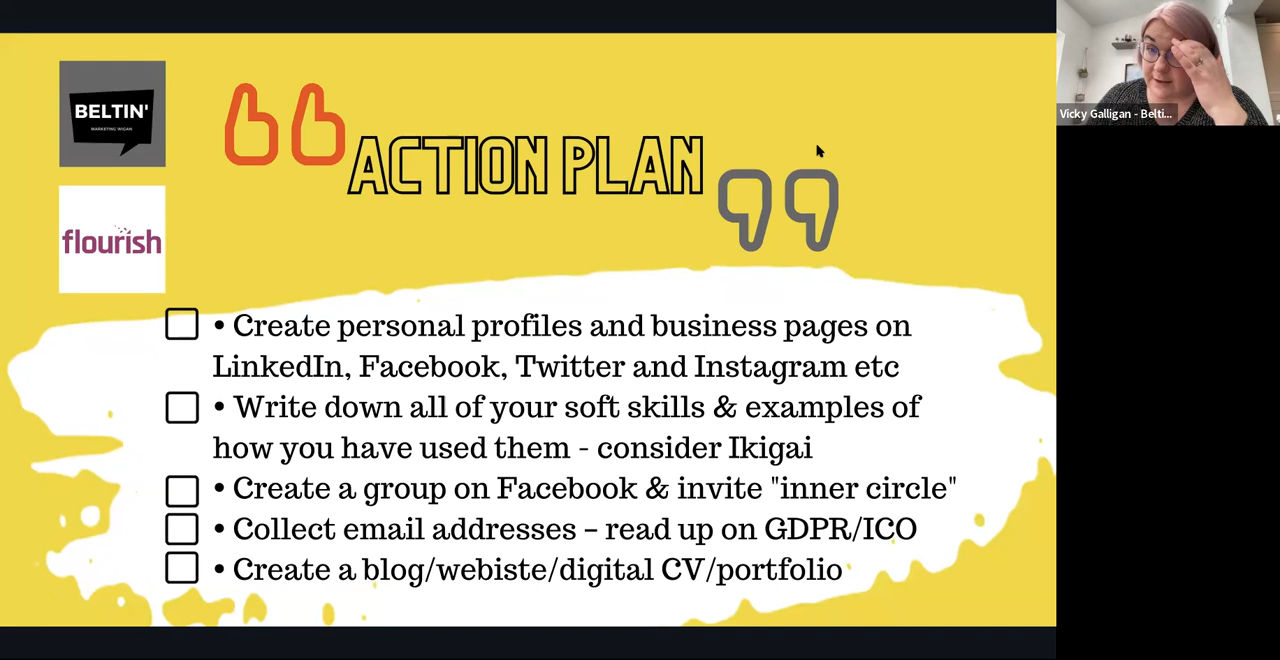 BELTIN'
MARKETING WIGAN
flourish
ACTION PLAN
• Create personal profiles and business pages on
LinkedIn, Facebook, Twitter and Instagram etc
• Write down all of your soft skills & examples of
how you have used them - consider Ikigai
• Create a group on Facebook & invite "inner circle"
• Collect email addresses – read up on GDPR/ICO
• Create a blog/webiste/digital CV/portfolio
Vicky Galligan - Belti...